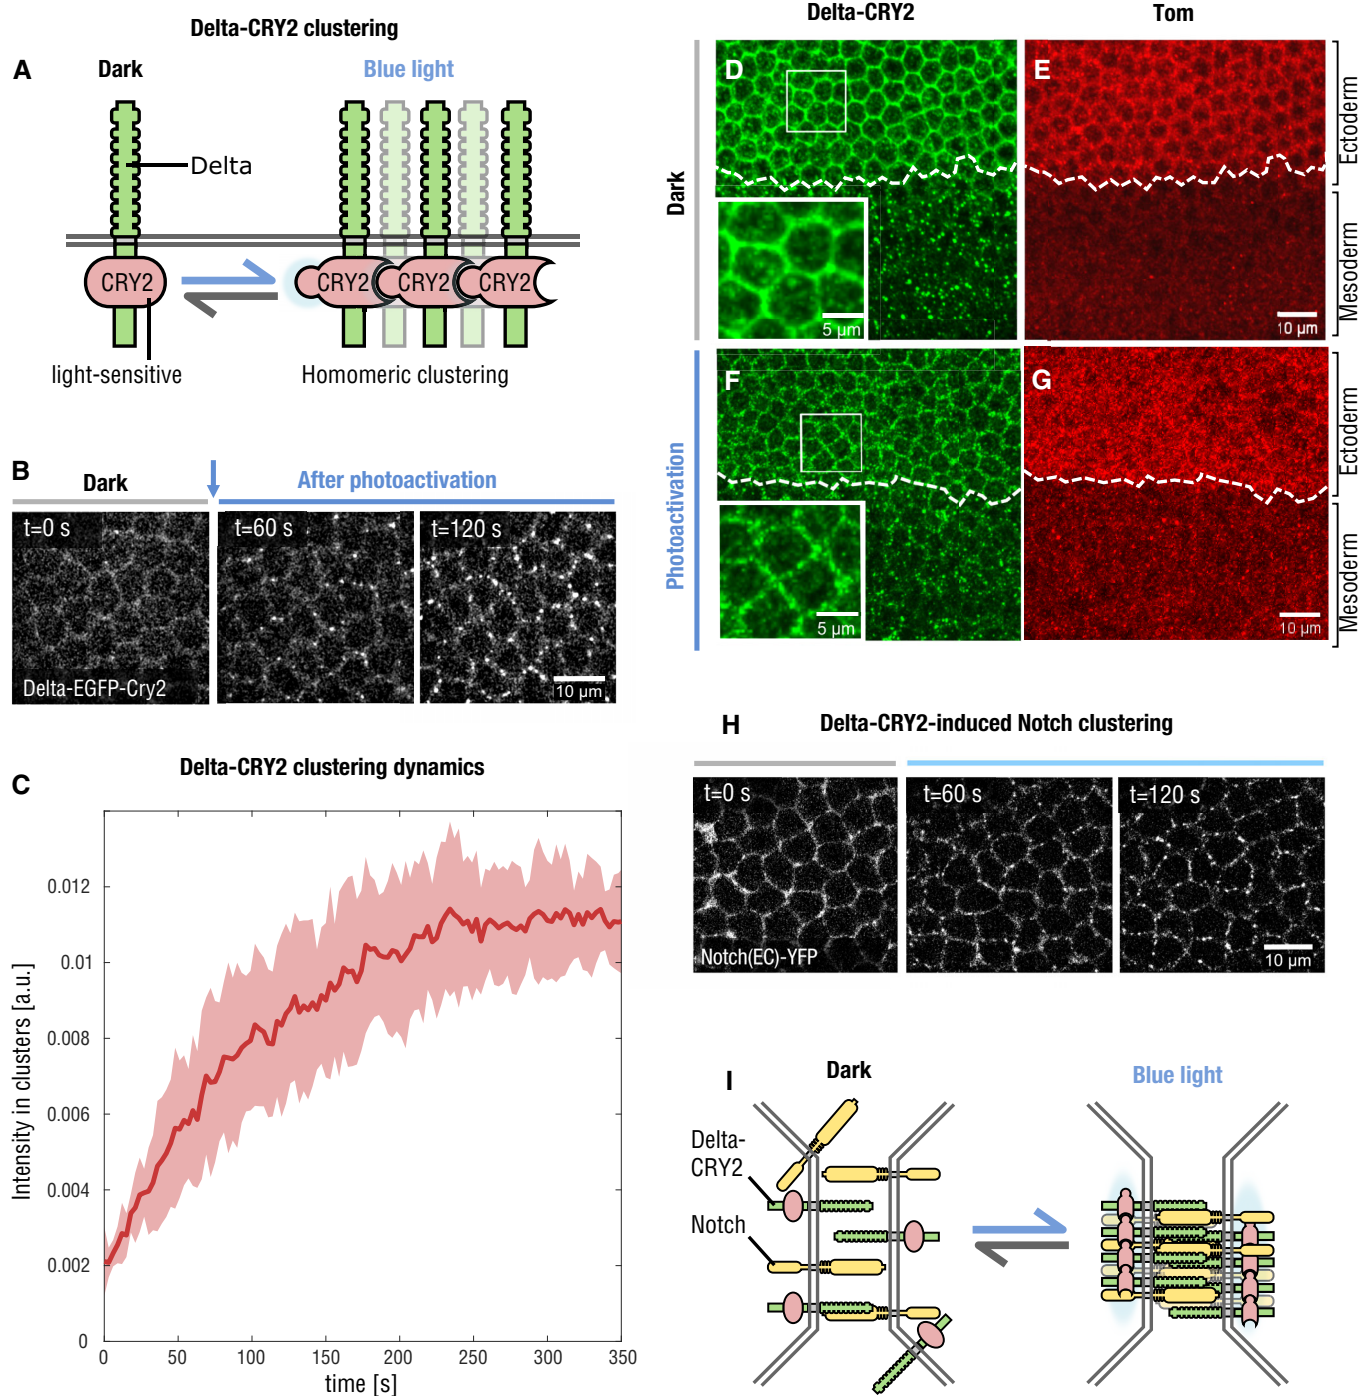 Delta-CRY2 clustering
A
Dark
Blue light
Delta
CRY2
CRY2
CRY2
CRY2
light-sensitive
Homomeric clustering
B
Dark
After photoactivation
t=0 s
t=60 s
t=120 s
Delta-EGFP-Cry2
10 µm
C
Delta-CRY2 clustering dynamics
Intensity in clusters [a.u.]
0.012
0.01
0.008
0.006
0.004
0.002
0
0
50
100
150
200
250
300
350
time [s]
Delta-CRY2
Tom
Dark
D
E
5 µm
10 µm
Ectoderm
Mesoderm
Photoactivation
F
G
5 µm
10 µm
Ectoderm
Mesoderm
H
Delta-CRY2-induced Notch clustering
t=0 s
t=60 s
t=120 s
Notch(EC)-YFP
10 µm
I
Dark
Blue light
Delta-
CRY2
Notch